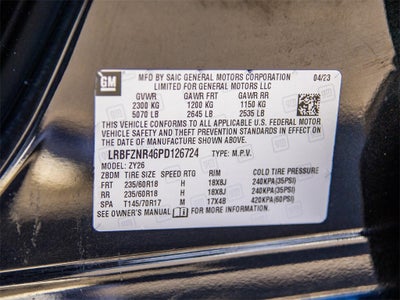 GM
MFD BY SAIC GENERAL MOTORS CORPORATION 04/23
LIMITED FOR GENERAL MOTORS LLC
GVWR GAWR FRT GAWR RR
2300 KG 1200 KG 1150 KG
5070 LB 2645 LB 2535 LB
THIS VEHICLE CONFORMS TO ALL APPLICABLE U.S. FEDERAL MOTOR
VEHICLE SAFETY, BUMPER, AND THEFT PREVENTION STANDARDS IN EFFECT
ON THE DATE OF MANUFACTURE SHOWN ABOVE.
LRBFZNR46PD126724 TYPE: M.P.V.
MODEL: ZY26
ZBDM TIRE SIZE SPEED RTG RIM COLD TIRE PRESSURE
FRT 235/60R18 H 18X8J 240KPA(35PSI)
RR 235/60R18 H 18X8J 240KPA(35PSI)
SPA T145/70R17 M 17X4B 420KPA(60PSI)
SEE OWNER'S MANUAL FOR ADDITIONAL INFORMATION.